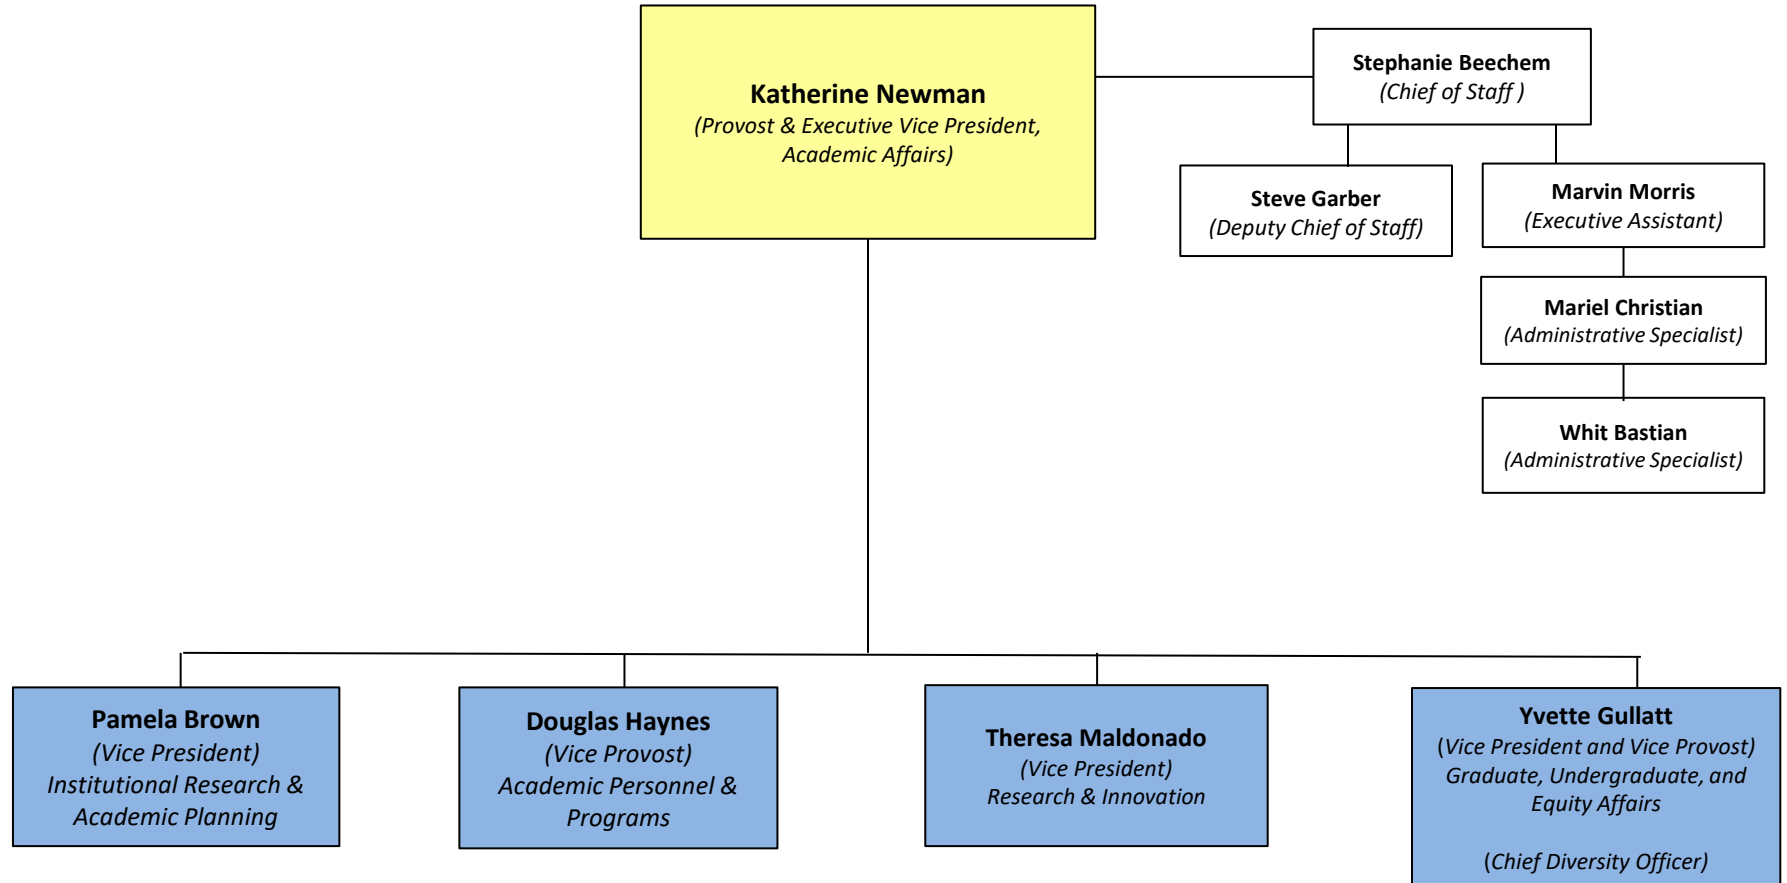 Katherine Newman
(Provost & Executive Vice President,
Academic Affairs)
Stephanie Beechem
(Chief of Staff )
Steve Garber
(Deputy Chief of Staff)
Marvin Morris
(Executive Assistant)
Mariel Christian
(Administrative Specialist)
Whit Bastian
(Administrative Specialist)
Pamela Brown
(Vice President)
Institutional Research &
Academic Planning
Douglas Haynes
(Vice Provost)
Academic Personnel &
Programs
Theresa Maldonado
(Vice President)
Research & Innovation
Yvette Gullatt
(Vice President and Vice Provost)
Graduate, Undergraduate, and
Equity Affairs
(Chief Diversity Officer)